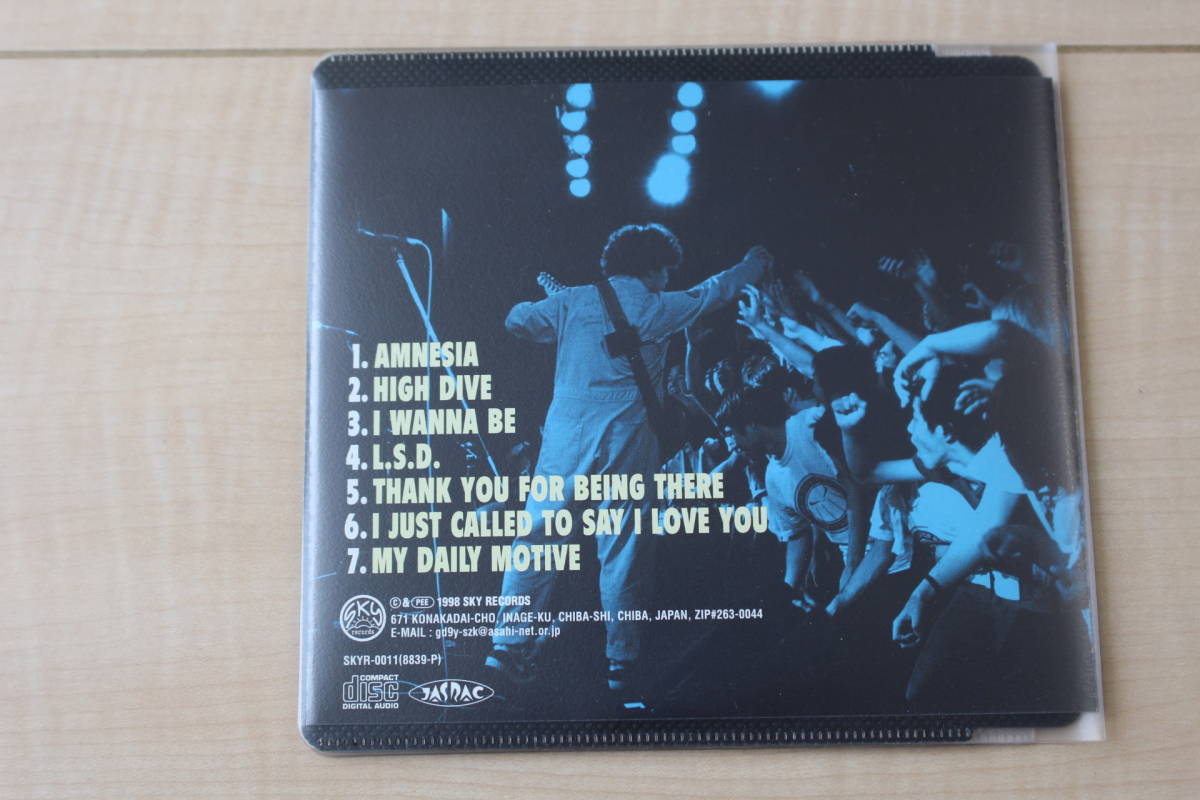 1. AMNESIA
2. HIGH DIVE
3. I WANNA BE
4. L.S.D.
5. THANK YOU FOR BEING THERE
6. I JUST CALLED TO SAY I LOVE YOU
7. MY DAILY MOTIVE
SKY records
© & PEE 1998 SKY RECORDS
671 KONAKADAI-CHO, INAGE-KU, CHIBA-SHI, CHIBA, JAPAN, ZIP#263-0044
E-MAIL : gd9y-szk@asahi-net.or.jp
SKYR-0011(8839-P)
COMPACT disc DIGITAL AUDIO
JASRAC